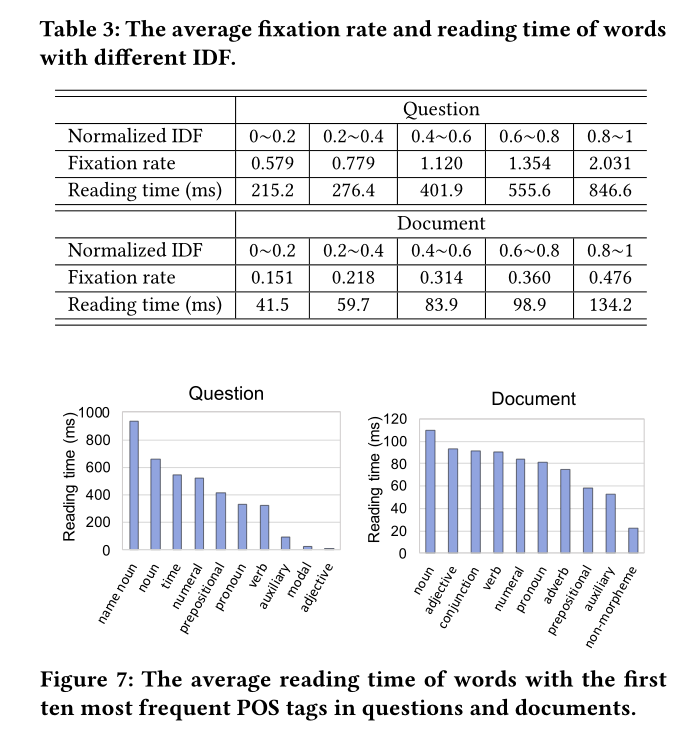 Table 3: The average fixation rate and reading time of words
with different IDF.
Question
Normalized IDF 0~0.2 0.2~0.4 0.4~0.6 0.6~0.8 0.8~1
Fixation rate 0.579 0.779 1.120 1.354 2.031
Reading time (ms) 215.2 276.4 401.9 555.6 846.6
Document
Normalized IDF 0~0.2 0.2~0.4 0.4~0.6 0.6~0.8 0.8~1
Fixation rate 0.151 0.218 0.314 0.360 0.476
Reading time (ms) 41.5 59.7 83.9 98.9 134.2
Question
Reading time (ms)
1000
800
600
400
200
0
name noun
noun
time
numeral
prepositional
pronoun
verb
auxiliary
modal
adjective
Document
Reading time (ms)
120
100
80
60
40
20
0
noun
adjective
conjunction
verb
numeral
pronoun
adverb
prepositional
auxiliary
non-morpheme
Figure 7: The average reading time of words with the first
ten most frequent POS tags in questions and documents.